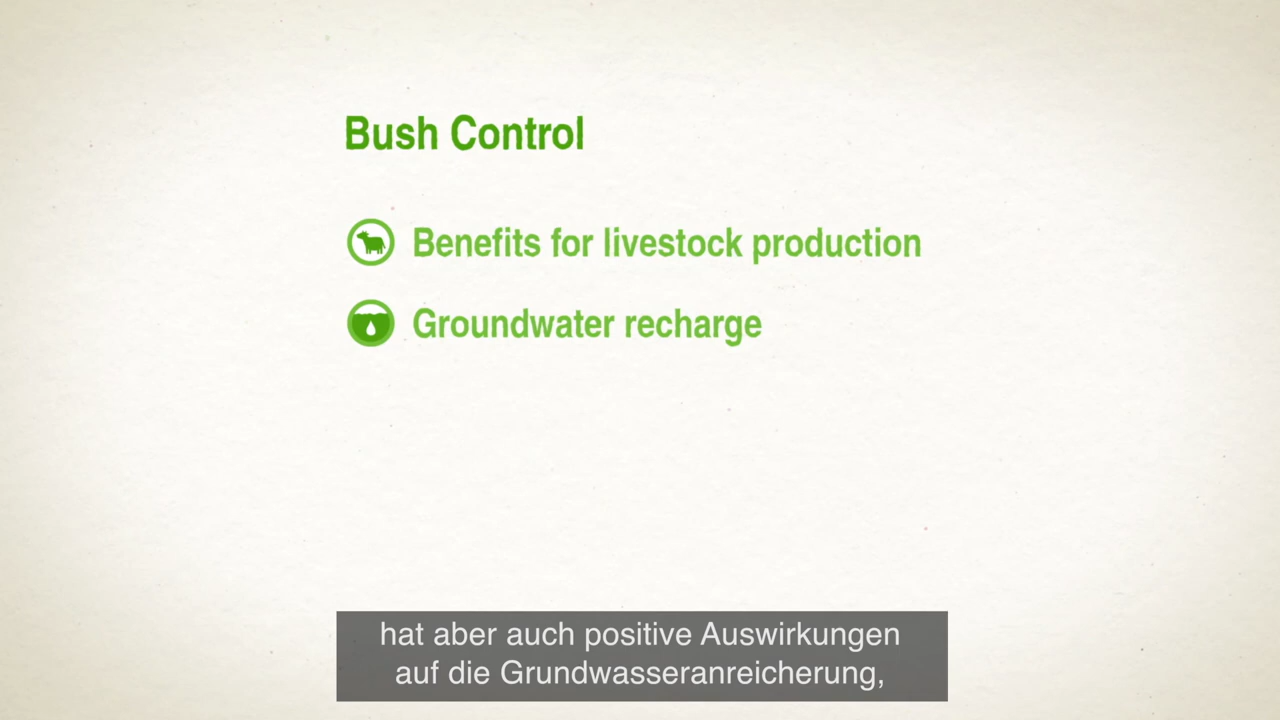 Bush Control
Benefits for livestock production
Groundwater recharge
hat aber auch positive Auswirkungen
auf die Grundwasseranreicherung,